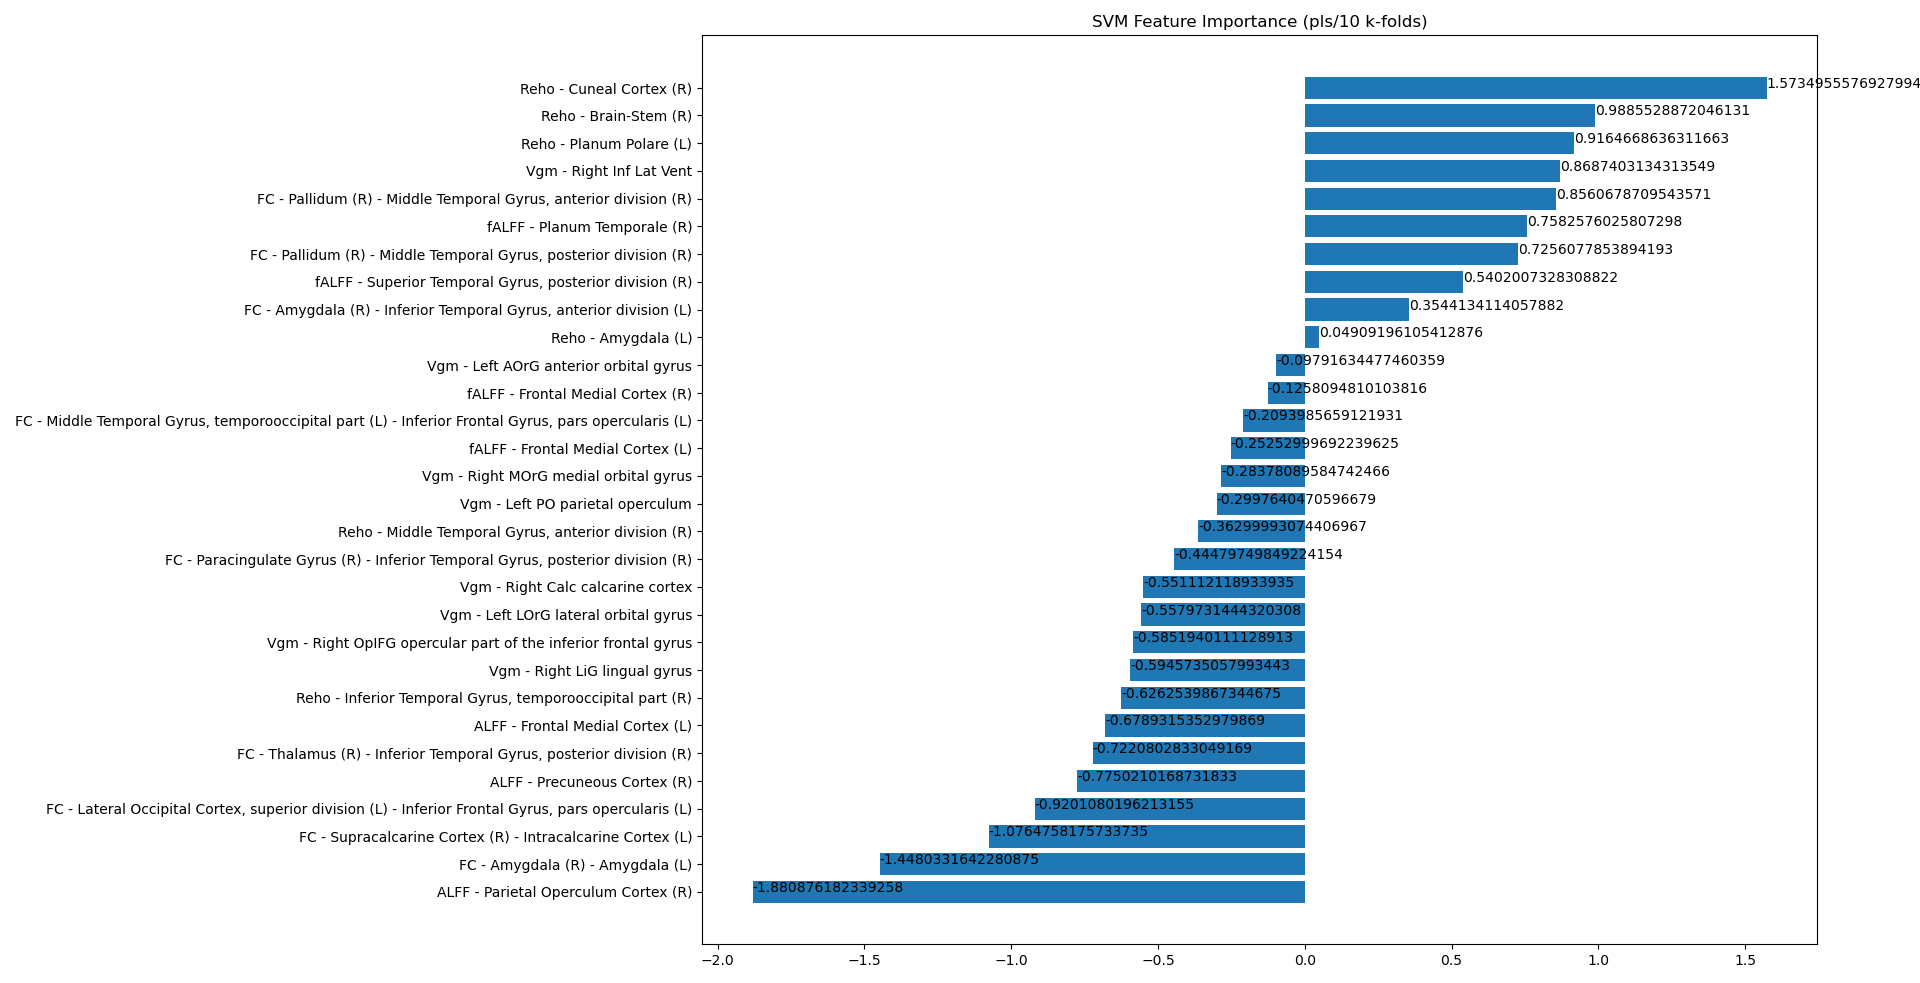 SVM Feature Importance (pls/10 k-folds)
Reho - Cuneal Cortex (R) 1.5734955576927994
Reho - Brain-Stem (R) 0.9885528872046131
Reho - Planum Polare (L) 0.9164668636311663
Vgm - Right Inf Lat Vent 0.8687403134313549
FC - Pallidum (R) - Middle Temporal Gyrus, anterior division (R) 0.8560678709543571
fALFF - Planum Temporale (R) 0.7582576025807298
FC - Pallidum (R) - Middle Temporal Gyrus, posterior division (R) 0.7256077853894193
fALFF - Superior Temporal Gyrus, posterior division (R) 0.5402007328308822
FC - Amygdala (R) - Inferior Temporal Gyrus, anterior division (L) 0.3544134114057882
Reho - Amygdala (L) 0.04909196105412876
Vgm - Left AOrG anterior orbital gyrus -0.09791634477460359
fALFF - Frontal Medial Cortex (R) -0.1258094810103816
FC - Middle Temporal Gyrus, temporooccipital part (L) - Inferior Frontal Gyrus, pars opercularis (L) -0.2093985659121931
fALFF - Frontal Medial Cortex (L) -0.25252999692239625
Vgm - Right MOrG medial orbital gyrus -0.28378089584742466
Vgm - Left PO parietal operculum -0.2997640470596679
Reho - Middle Temporal Gyrus, anterior division (R) -0.36299993074406967
FC - Paracingulate Gyrus (R) - Inferior Temporal Gyrus, posterior division (R) -0.44479749849224154
Vgm - Right Calc calcarine cortex -0.551112118933935
Vgm - Left LOrG lateral orbital gyrus -0.5579731444320308
Vgm - Right OpIFG opercular part of the inferior frontal gyrus -0.5851940111128913
Vgm - Right LiG lingual gyrus -0.5945735057993443
Reho - Inferior Temporal Gyrus, temporooccipital part (R) -0.6262539867344675
ALFF - Frontal Medial Cortex (L) -0.6789315352979869
FC - Thalamus (R) - Inferior Temporal Gyrus, posterior division (R) -0.7220802833049169
ALFF - Precuneous Cortex (R) -0.7750210168731833
FC - Lateral Occipital Cortex, superior division (L) - Inferior Frontal Gyrus, pars opercularis (L) -0.9201080196213155
FC - Supracalcarine Cortex (R) - Intracalcarine Cortex (L) -1.0764758175733735
FC - Amygdala (R) - Amygdala (L) -1.4480331642280875
ALFF - Parietal Operculum Cortex (R) -1.880876182339258
−2.0 −1.5 −1.0 −0.5 0.0 0.5 1.0 1.5